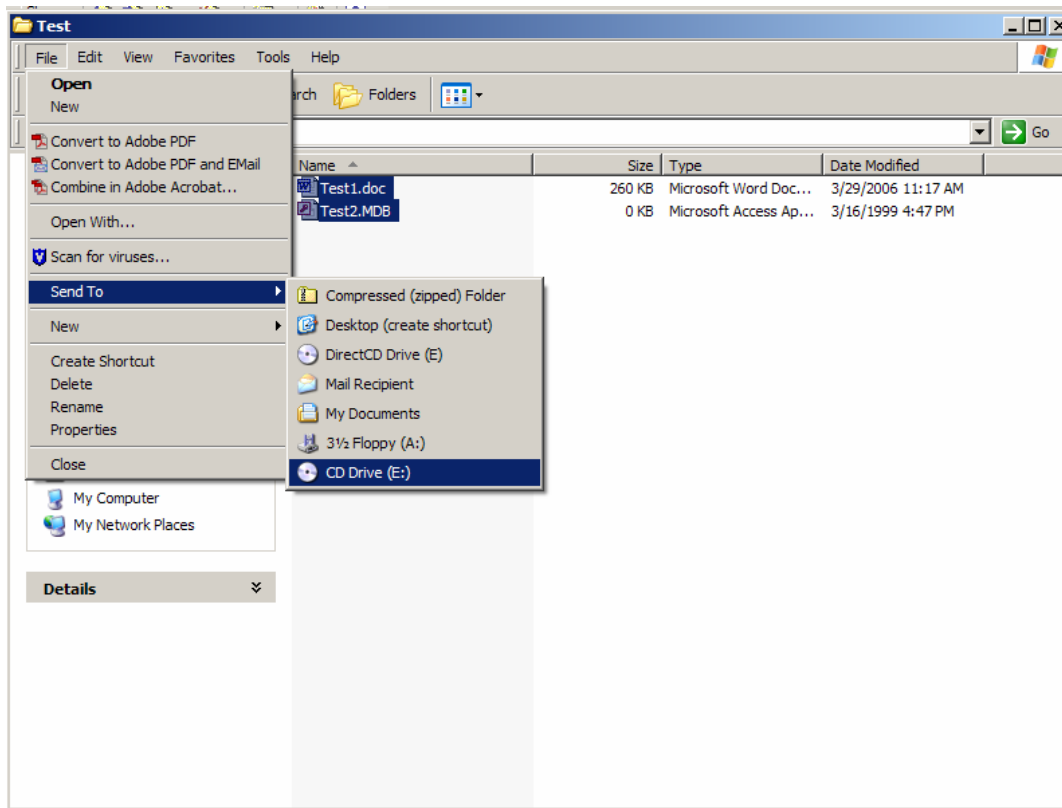 Test
File Edit View Favorites Tools Help
Folders
Go
Open
New
Convert to Adobe PDF
Convert to Adobe PDF and EMail
Combine in Adobe Acrobat...
Open With...
Scan for viruses...
Send To
New
Create Shortcut
Delete
Rename
Properties
Close
Name Size Type Date Modified
Test1.doc 260 KB Microsoft Word Doc... 3/29/2006 11:17 AM
Test2.MDB 0 KB Microsoft Access Ap... 3/16/1999 4:47 PM
Compressed (zipped) Folder
Desktop (create shortcut)
DirectCD Drive (E)
Mail Recipient
My Documents
3½ Floppy (A:)
CD Drive (E:)
My Computer
My Network Places
Details